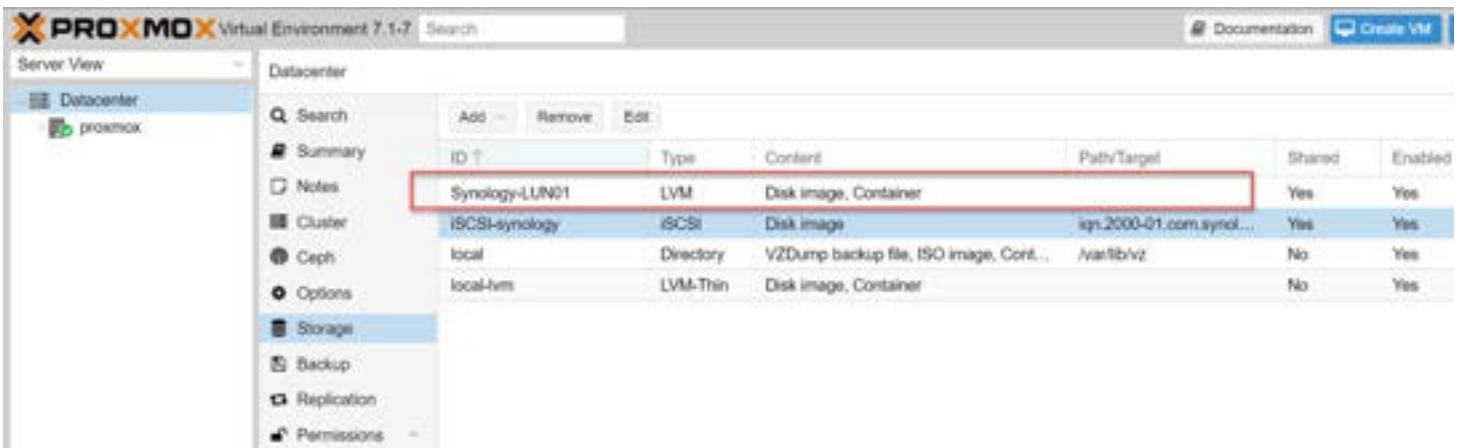 PROXMOX Virtual Environment 7.1-7 Search Documentation Create VM
Server View
Datacenter
proxmox
Datacenter
Search
Summary
Notes
Cluster
Ceph
Options
Storage
Backup
Replication
Permissions
Add Remove Edit
ID Type Content Path/Target Shared Enabled
Synology-LUN01 LVM Disk image, Container Yes Yes
iSCSI-synology iSCSI Disk image iqn.2000-01.com.synol... Yes Yes
local Directory VZDump backup file, ISO image, Cont... /var/lib/vz No Yes
local-lvm LVM-Thin Disk image, Container No Yes